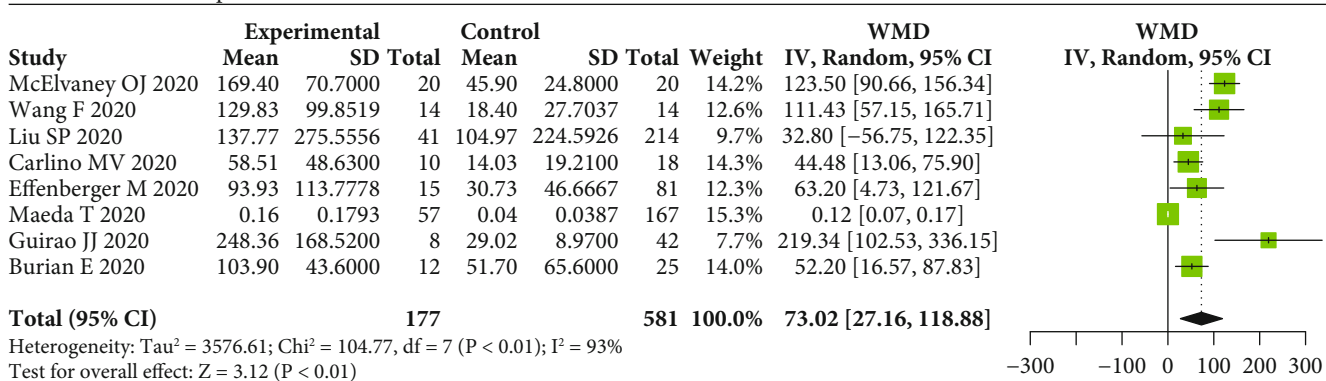 Experimental Control WMD WMD
Study Mean SD Total Mean SD Total Weight IV, Random, 95% CI IV, Random, 95% CI
McElvaney OJ 2020 169.40 70.7000 20 45.90 24.8000 20 14.2% 123.50 [90.66, 156.34]
Wang F 2020 129.83 99.8519 14 18.40 27.7037 14 12.6% 111.43 [57.15, 165.71]
Liu SP 2020 137.77 275.5556 41 104.97 224.5926 214 9.7% 32.80 [−56.75, 122.35]
Carlino MV 2020 58.51 48.6300 10 14.03 19.2100 18 14.3% 44.48 [13.06, 75.90]
Effenberger M 2020 93.93 113.7778 15 30.73 46.6667 81 12.3% 63.20 [4.73, 121.67]
Maeda T 2020 0.16 0.1793 57 0.04 0.0387 167 15.3% 0.12 [0.07, 0.17]
Guirao JJ 2020 248.36 168.5200 8 29.02 8.9700 42 7.7% 219.34 [102.53, 336.15]
Burian E 2020 103.90 43.6000 12 51.70 65.6000 25 14.0% 52.20 [16.57, 87.83]
Total (95% CI) 177 581 100.0% 73.02 [27.16, 118.88]
Heterogeneity: Tau² = 3576.61; Chi² = 104.77, df = 7 (P < 0.01); I² = 93%
Test for overall effect: Z = 3.12 (P < 0.01)
−300 −100 0 100 200 300